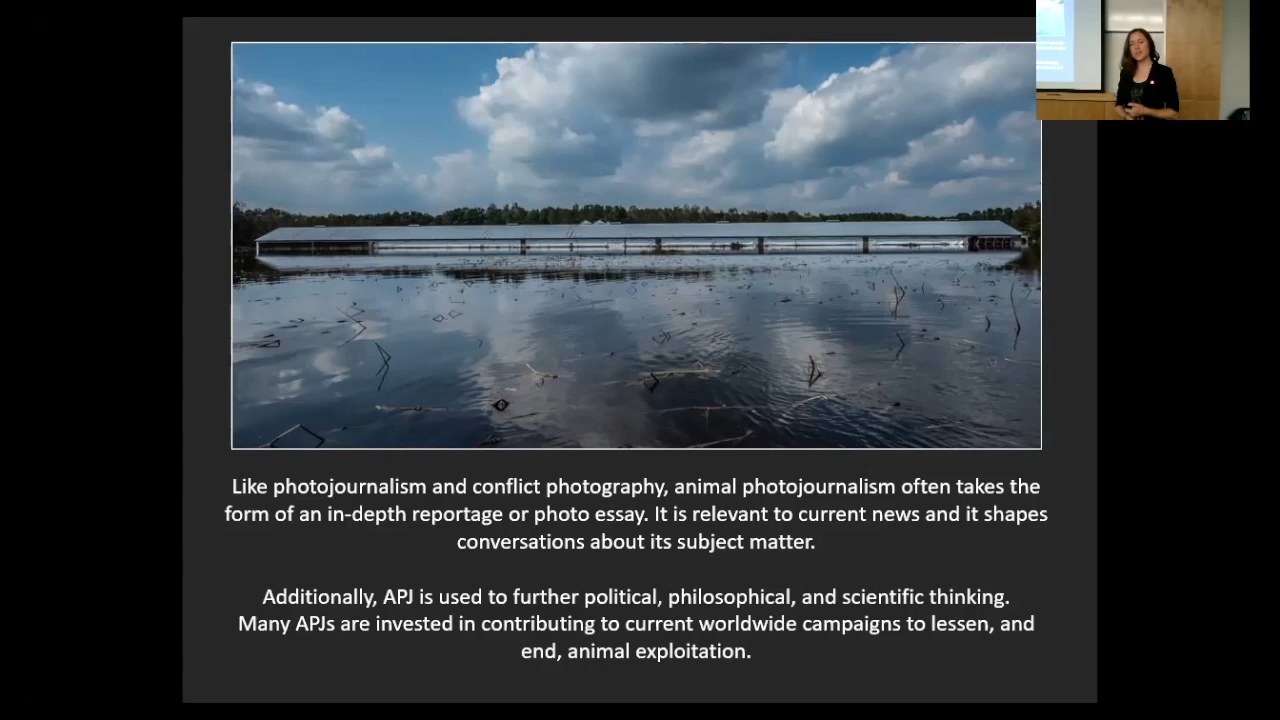 Like photojournalism and conflict photography, animal photojournalism often takes the
form of an in-depth reportage or photo essay. It is relevant to current news and it shapes
conversations about its subject matter.
Additionally, APJ is used to further political, philosophical, and scientific thinking.
Many APJs are invested in contributing to current worldwide campaigns to lessen, and
end, animal exploitation.